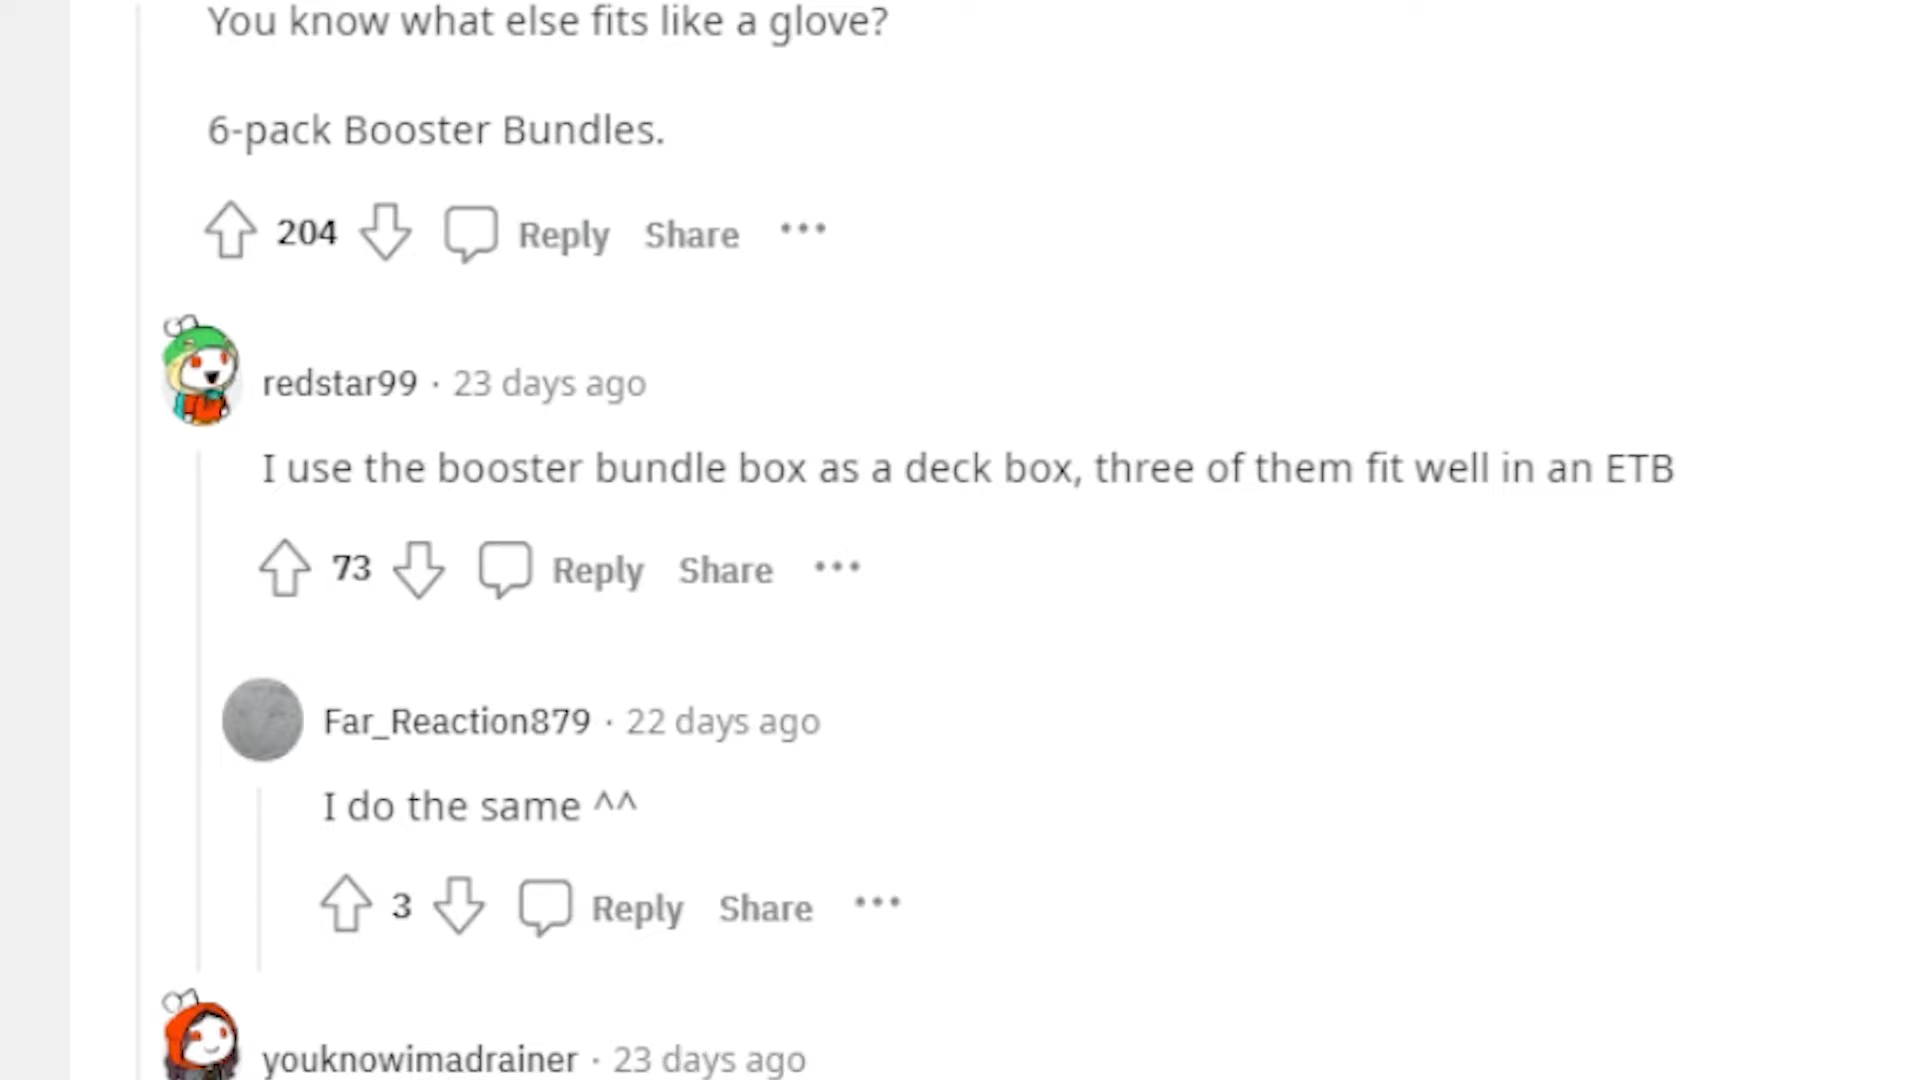 You know what else fits like a glove?
6-pack Booster Bundles.
204 Reply Share •••
redstar99 · 23 days ago
I use the booster bundle box as a deck box, three of them fit well in an ETB
73 Reply Share •••
Far_Reaction879 · 22 days ago
I do the same ^^
3 Reply Share •••
youknowimadrainer · 23 days ago